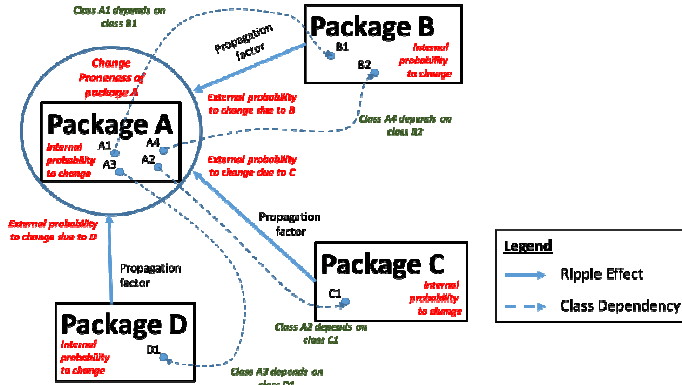 Class A1 depends on
class B1
Package B
B1
B2
Internal
probability
to change
Propagation
factor
Change
Proneness of
package A
External probability
to change due to B
Package A
Internal
probability
to change
A1
A4
A3
A2
Class A4 depends on
class B2
External probability
to change due to C
External probability
to change due to D
Propagation
factor
Package C
C1
Internal
probability
to change
Legend
Ripple Effect
Class Dependency
Propagation
factor
Package D
Internal
probability
to change
D1
Class A2 depends on
class C1
Class A3 depends on
class D1